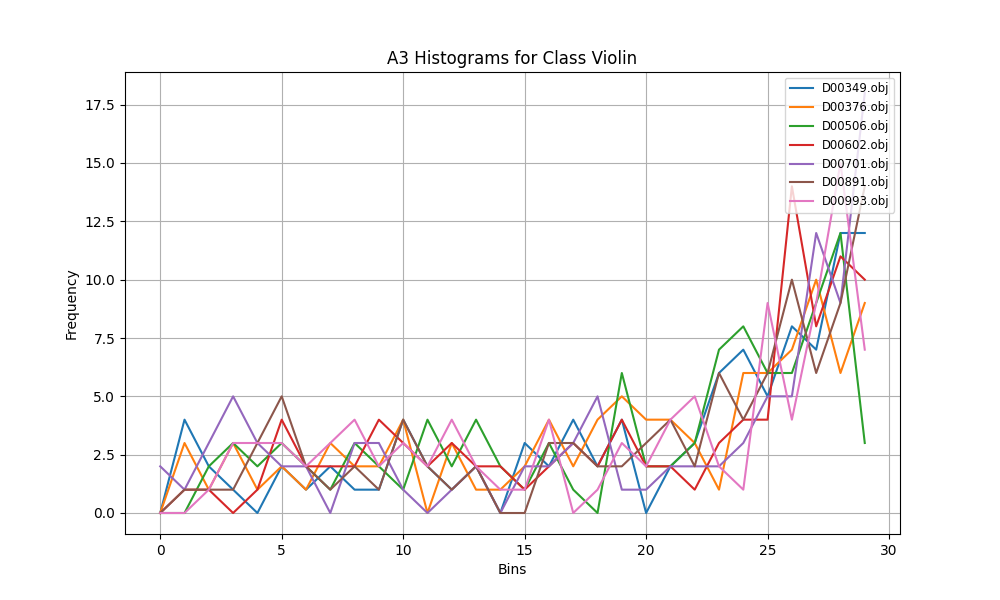 A3 Histograms for Class Violin
17.5
15.0
12.5
10.0
7.5
5.0
2.5
0.0
Frequency
D00349.obj
D00376.obj
D00506.obj
D00602.obj
D00701.obj
D00891.obj
D00993.obj
0 5 10 15 20 25 30
Bins